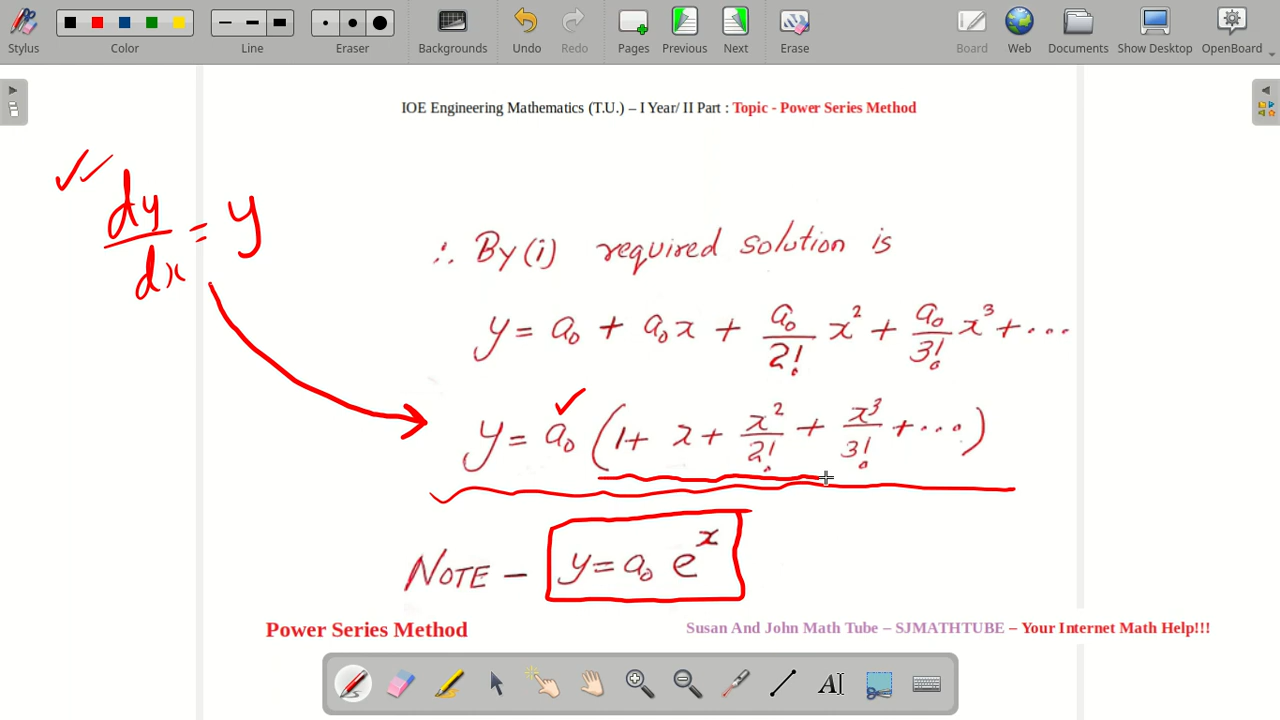 Stylus
Color
Line
Eraser
Backgrounds
Undo
Redo
Pages
Previous
Next
Erase
Board
Web
Documents
Show Desktop
OpenBoard
IOE Engineering Mathematics (T.U.) – I Year/ II Part : Topic - Power Series Method
dy/dx = y
∴ By (i) required solution is
y = a₀ + a₀x + a₀/2! x² + a₀/3! x³ + ...
y = a₀ (1 + x + x²/2! + x³/3! + ...)
NOTE – y = a₀ eˣ
Power Series Method
Susan And John Math Tube – SJMATHTUBE – Your Internet Math Help!!!